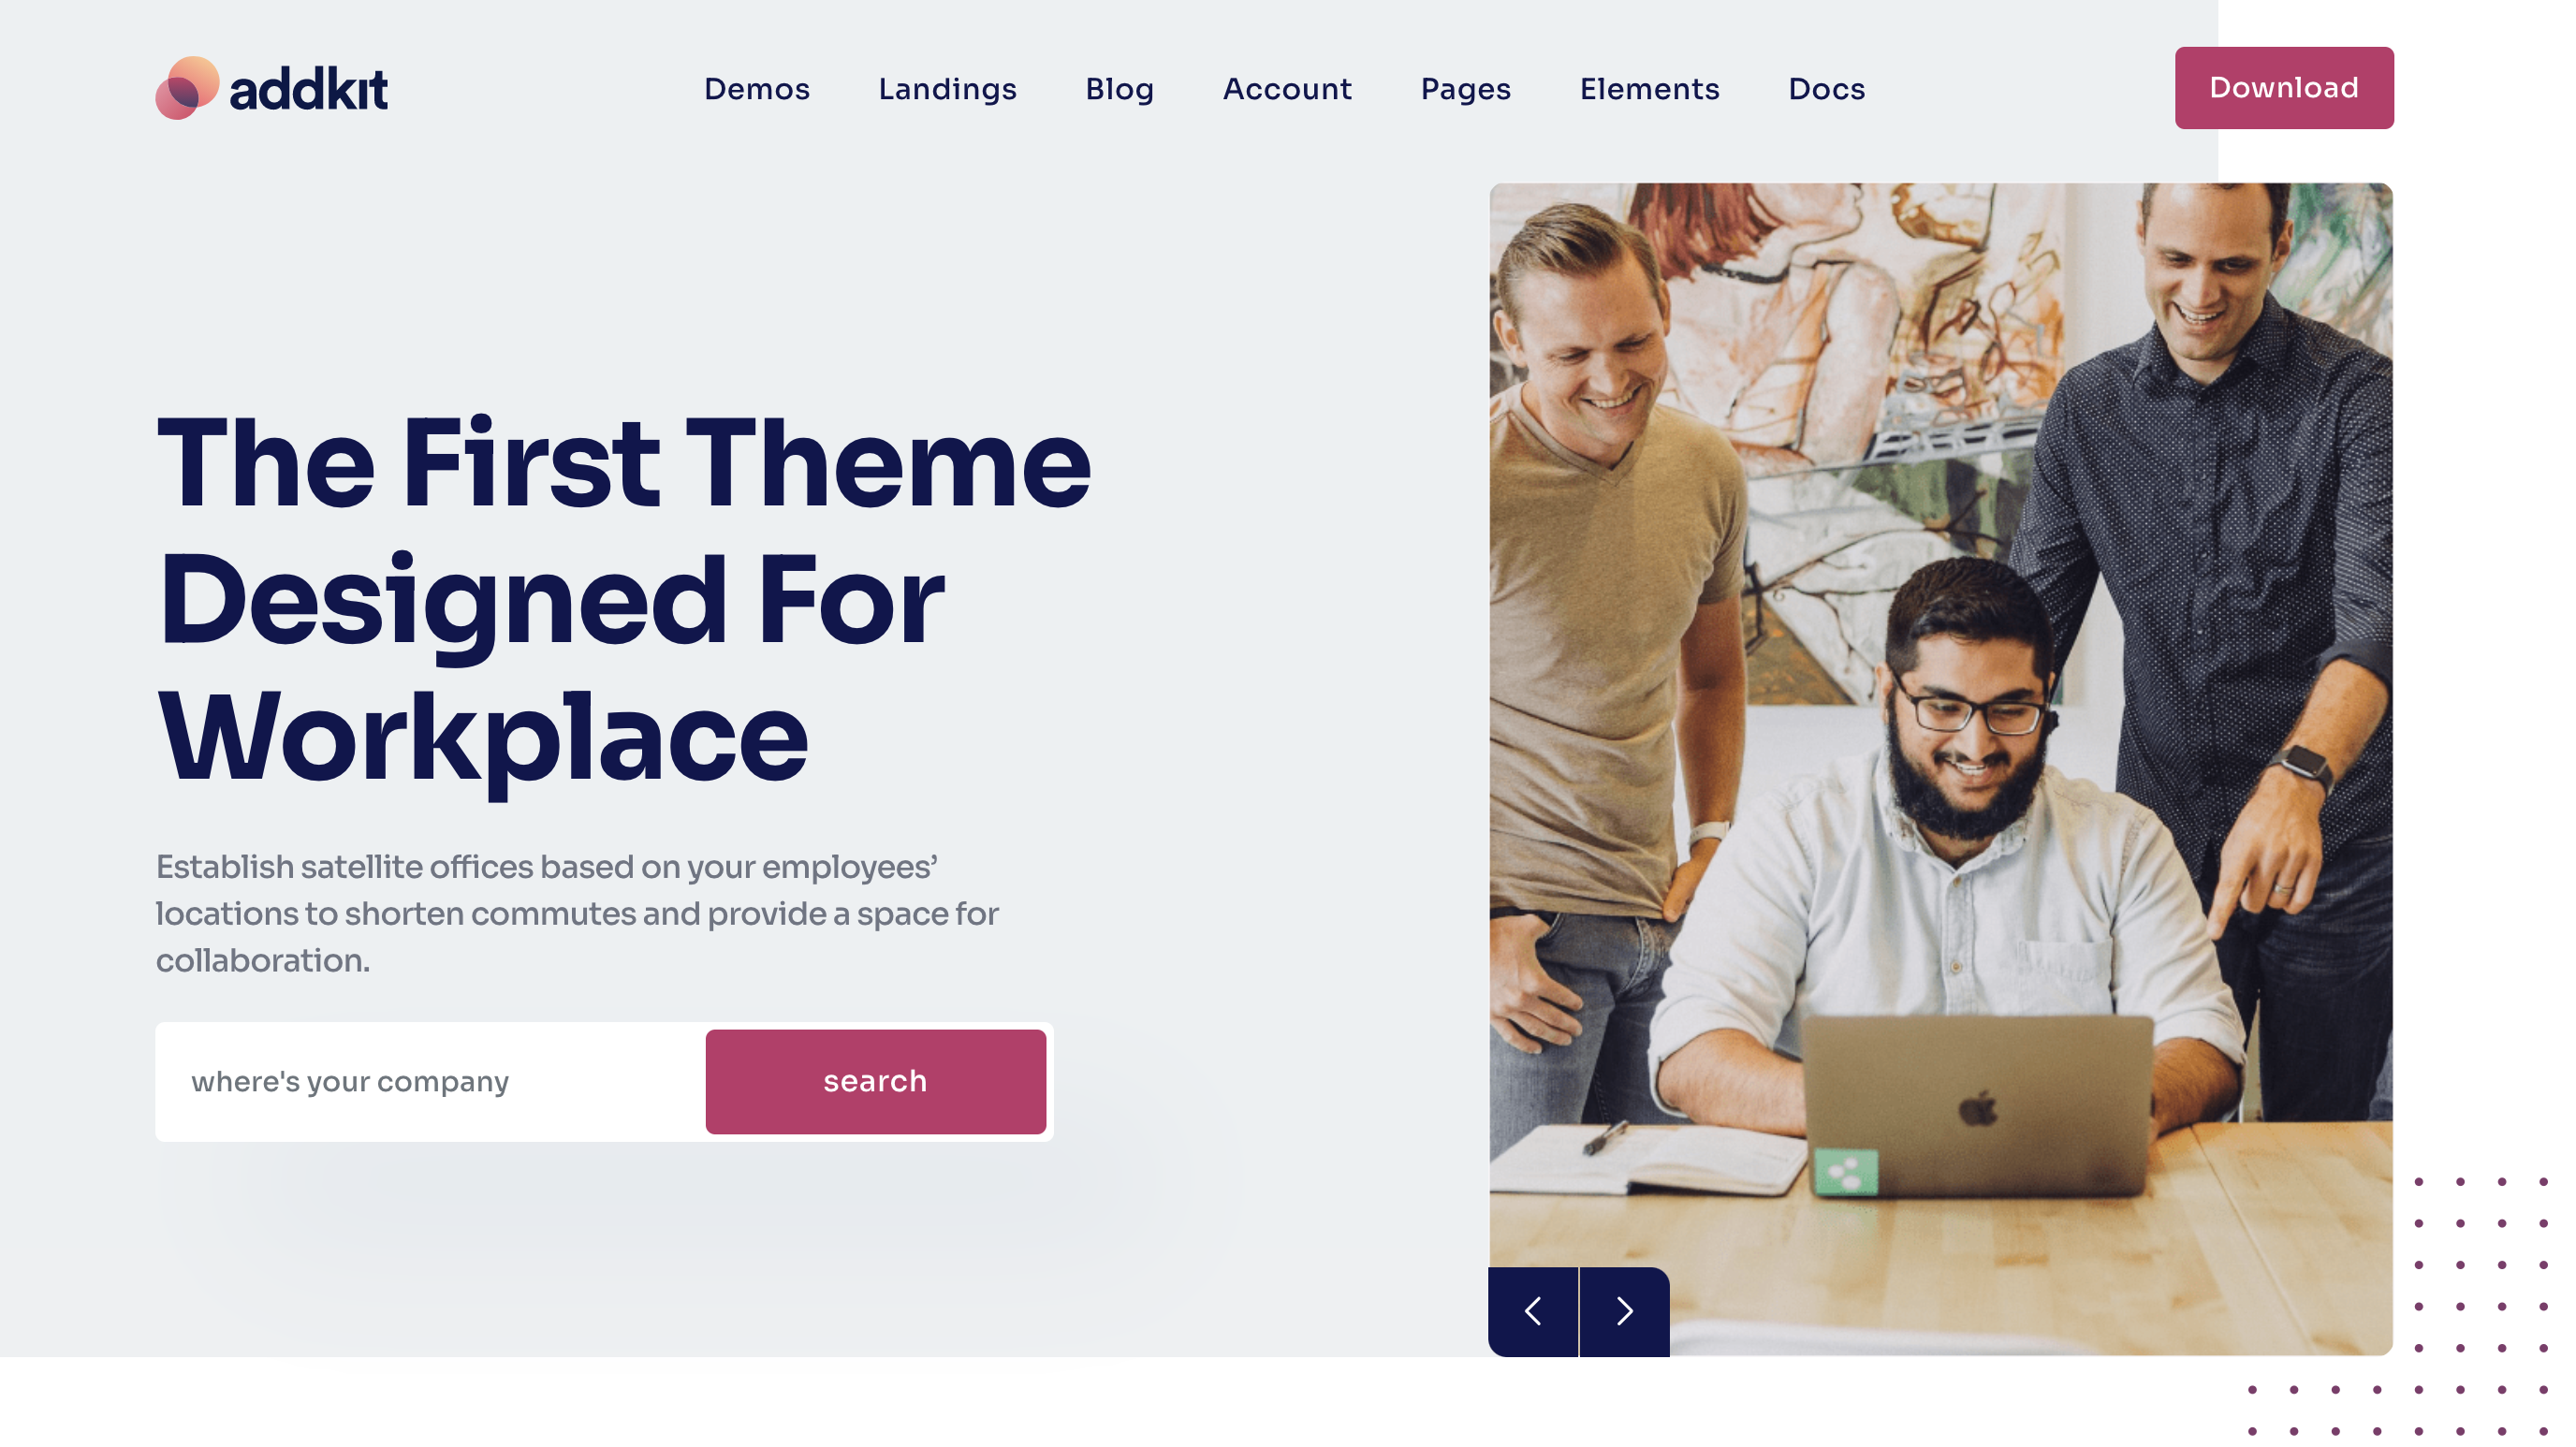 addkit
Demos Landings Blog Account Pages Elements Docs
Download
The First Theme
Designed For
Workplace
Establish satellite offices based on your employees’
locations to shorten commutes and provide a space for
collaboration.
where's your company
search